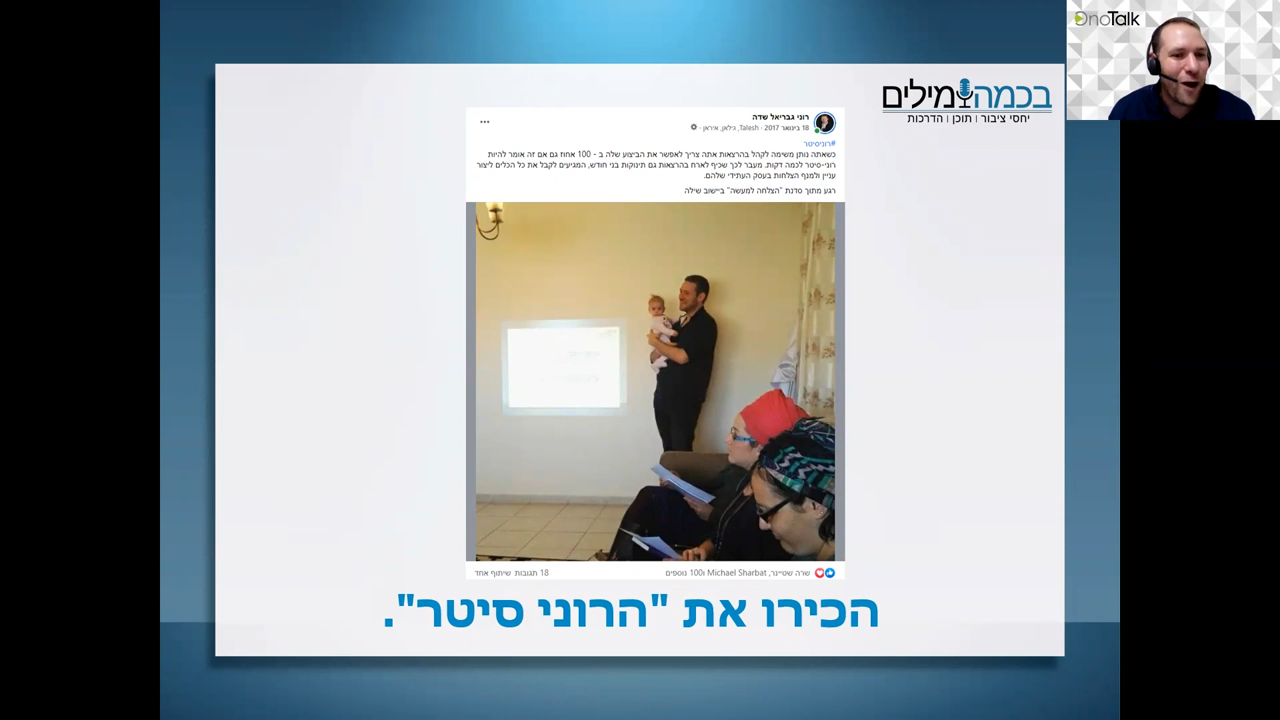 OnoTalk
בכמה מילים
יחסי ציבור | תוכן | הדרכות
רוני גבריאל שדה
18 בינואר 2017 · Talesh, גילאן, איראן ·
#רוניסיטר
כשאתה נותן משימה לקהל בהרצאות אתה צריך לאפשר את הביצוע שלה ב - 100 אחוז גם אם זה אומר להיות
רוני-סיטר לכמה דקות. מעבר לכך שכיף לארח בהרצאות גם תינוקות בני חודש, המגיעים לקבל את כל הכלים ליצור
עניין ולמנף הצלחות בעסק העתידי שלהם.
רגע מתוך סדנת "הצלחה למעשה" ביישוב שילה
שרה שטיינר, Michael Sharbat ו100 נוספים
18 תגובות שיתוף אחד
הכירו את "הרוני סיטר".